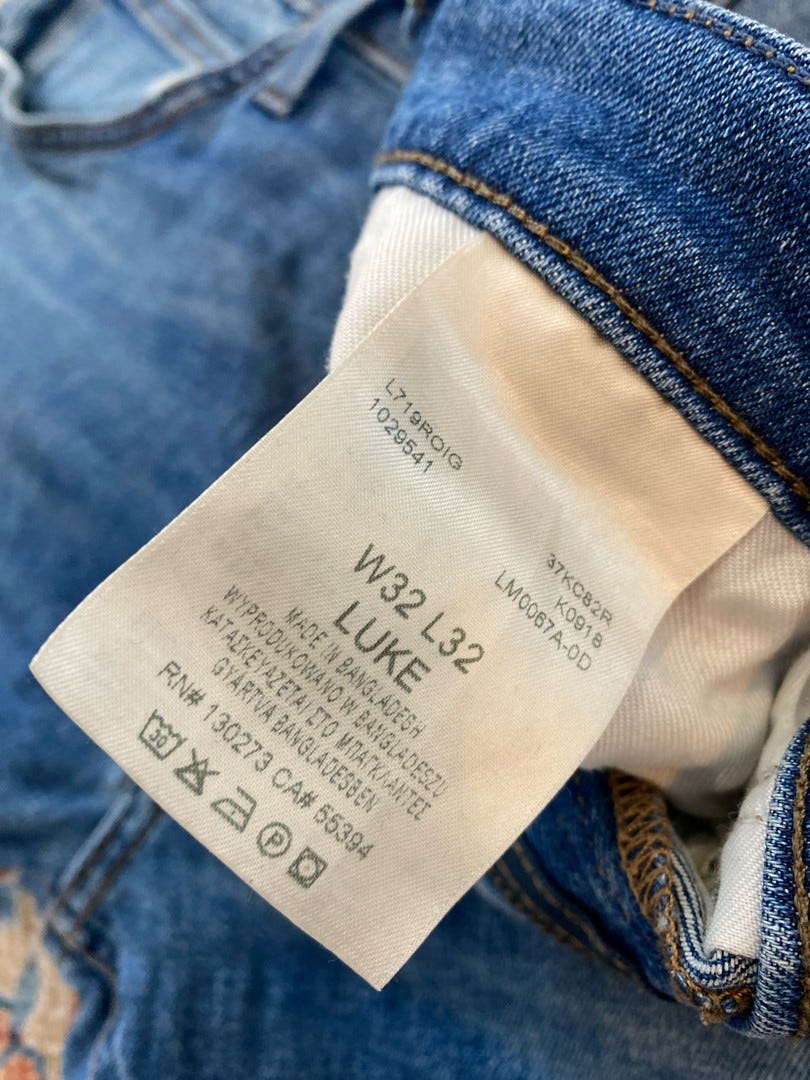 L719ROIG
1029541
37KC82R
K0918
LM0067A-0D
W32 L32
LUKE
MADE IN BANGLADESH
WYPRODUKOWANO W BANGLADESZU
ΚΑΤΑΣΚΕΥΑΖΕΤΑΙ ΣΤΟ ΜΠΑΓΚΛΑΝΤΕΣ
GYÁRTVA BANGLADESBEN
RN# 130273 CA# 55394
30
P